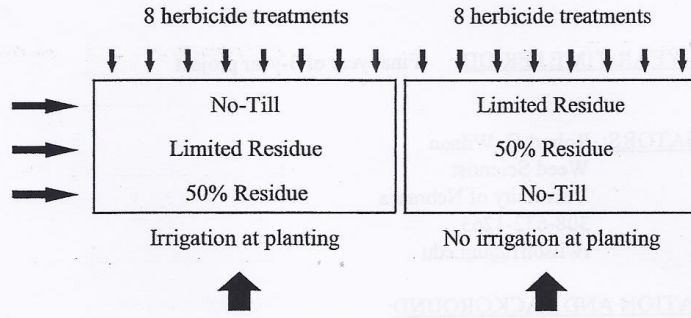 8 herbicide treatments 8 herbicide treatments
No-Till Limited Residue
Limited Residue 50% Residue
50% Residue No-Till
Irrigation at planting No irrigation at planting